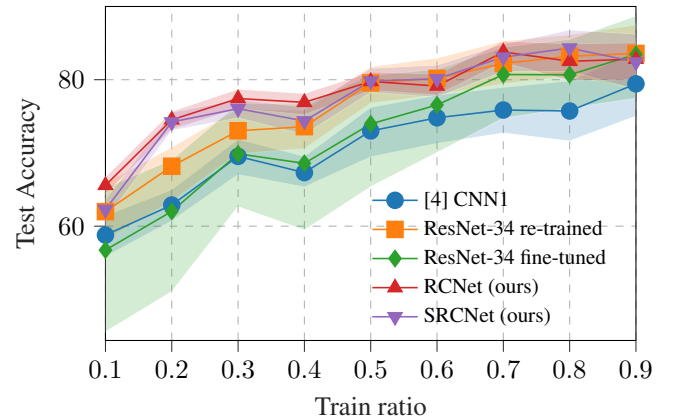 80
60
Test Accuracy
[4] CNN1
ResNet-34 re-trained
ResNet-34 fine-tuned
RCNet (ours)
SRCNet (ours)
0.1 0.2 0.3 0.4 0.5 0.6 0.7 0.8 0.9
Train ratio